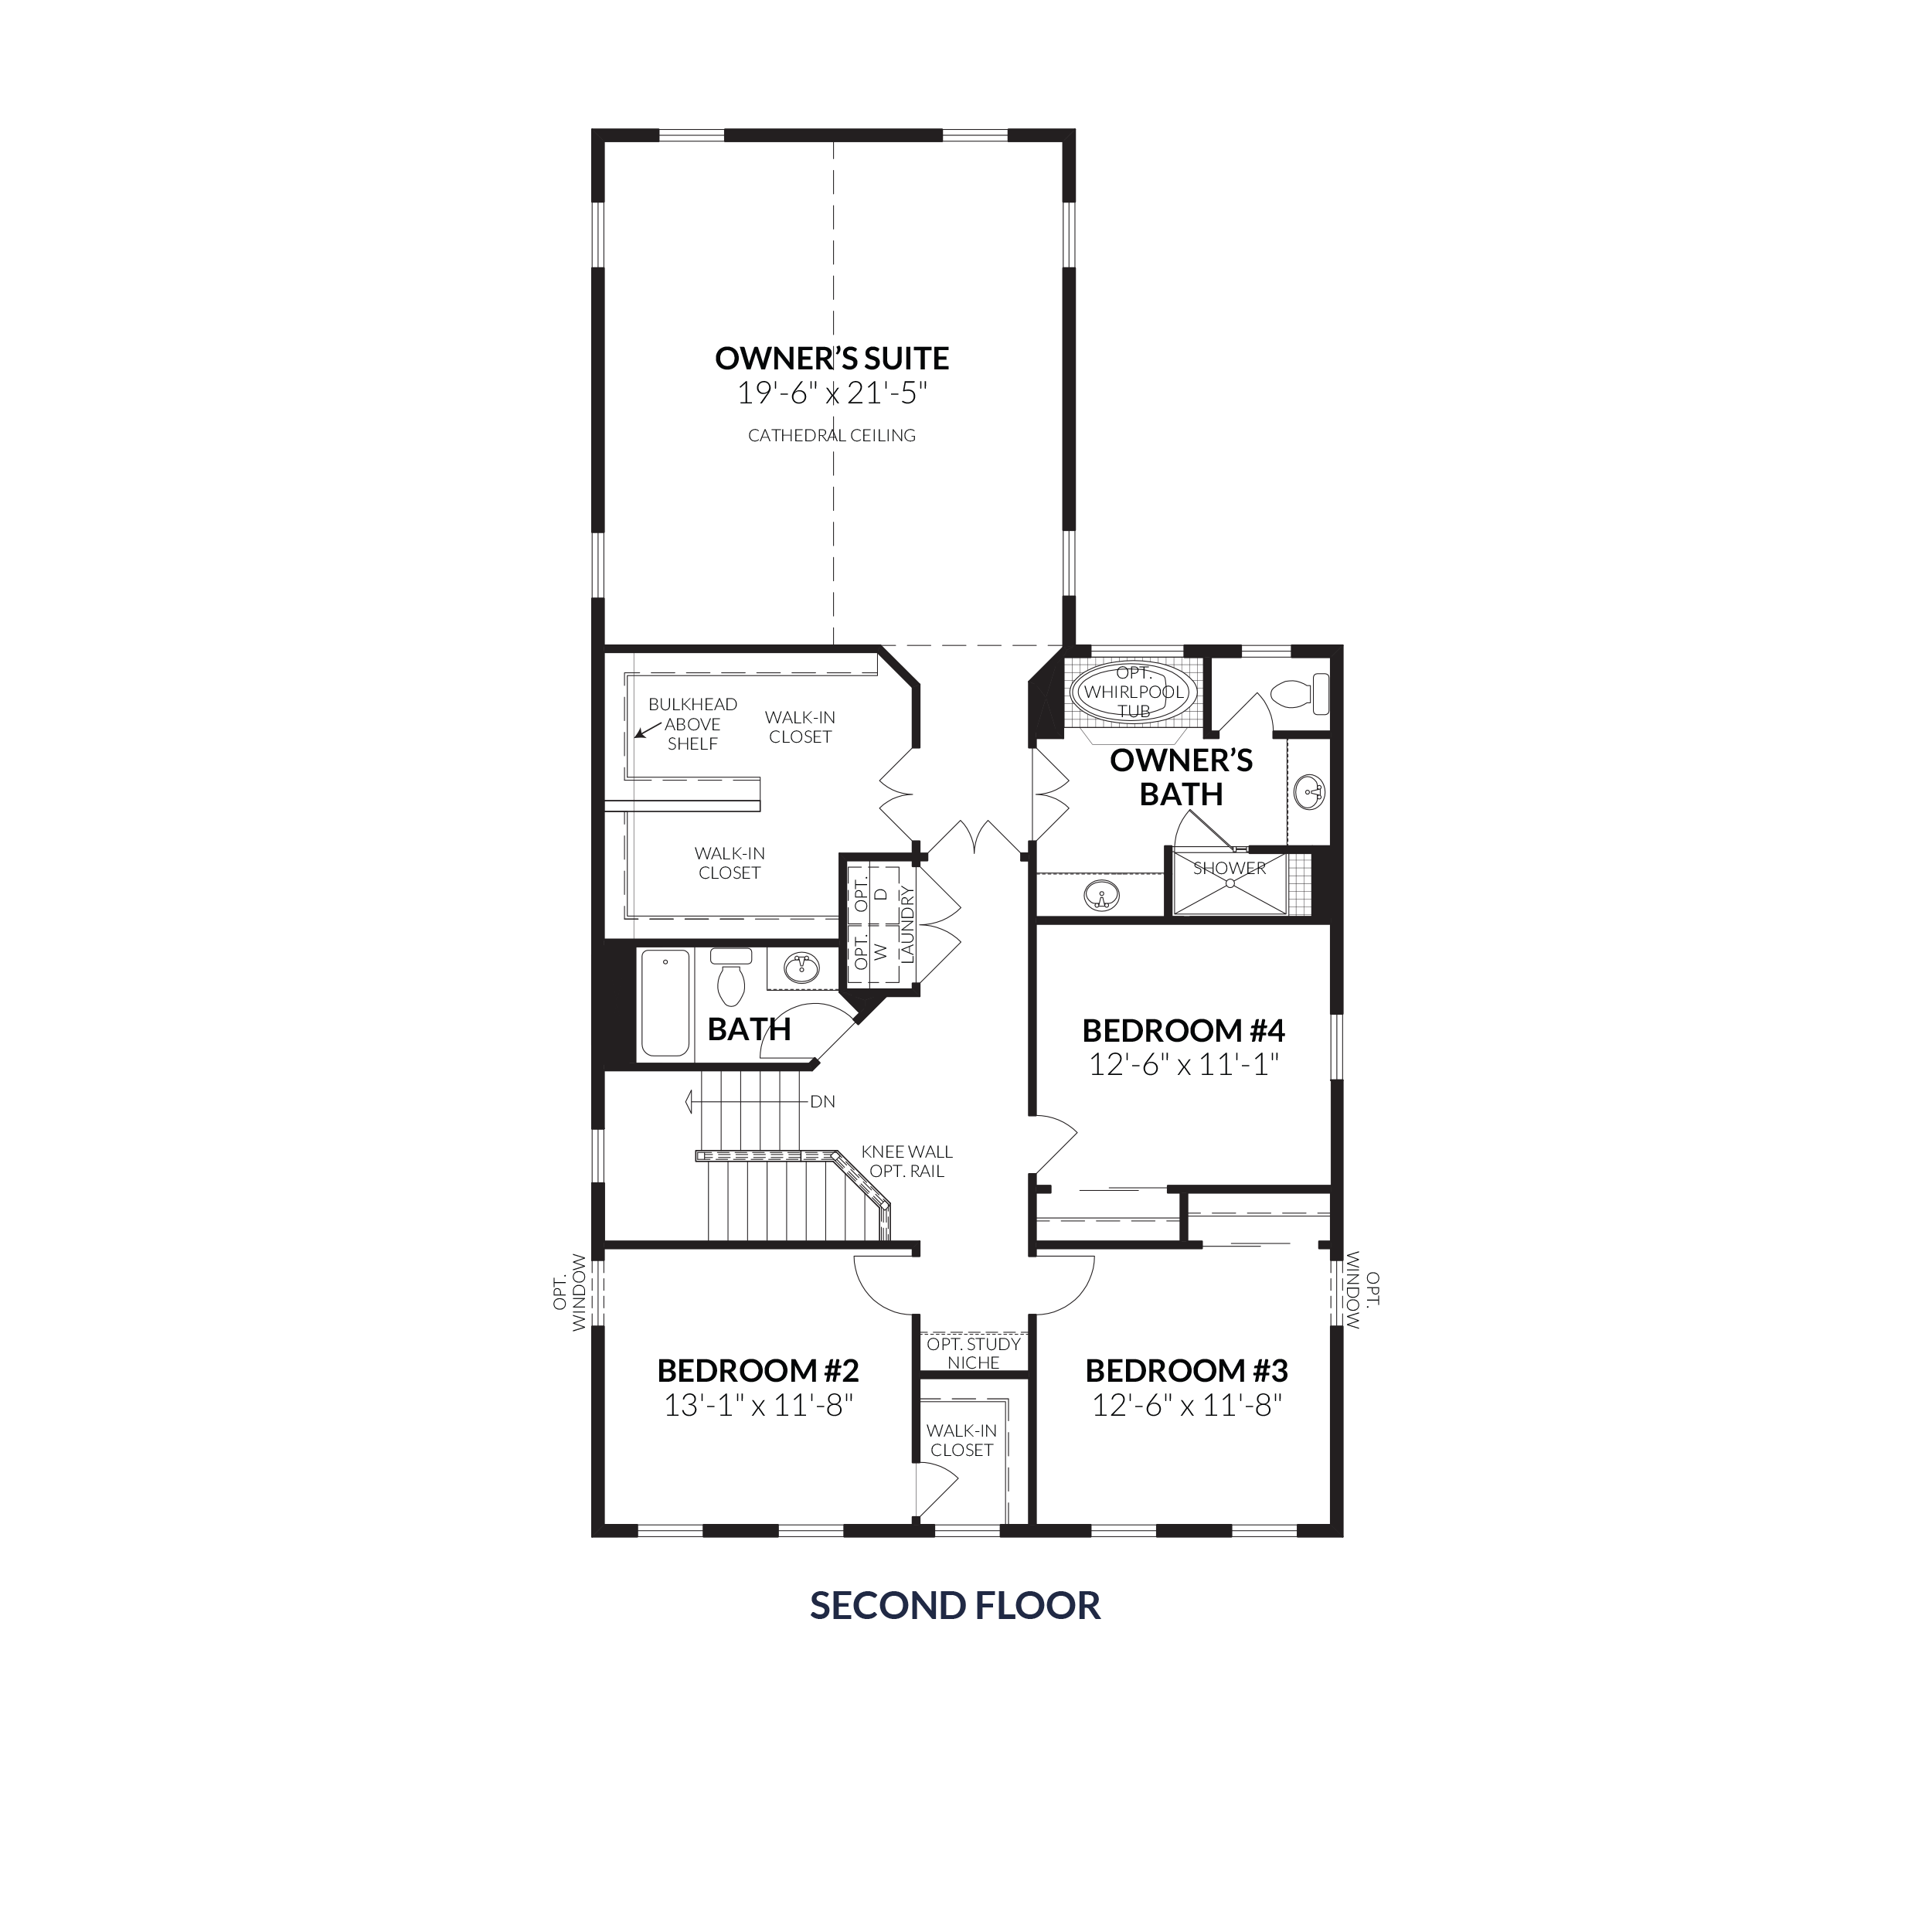 OWNER’S SUITE
19'-6" x 21'-5"
CATHEDRAL CEILING
BULKHEAD
ABOVE
SHELF
WALK-IN
CLOSET
OPT.
WHIRLPOOL
TUB
OWNER’S
BATH
WALK-IN
CLOSET
SHOWER
OPT.
D
OPT.
W
LAUNDRY
BATH
BEDROOM #4
12'-6" x 11'-1"
DN
KNEE WALL
OPT. RAIL
OPT.
WINDOW
OPT.
WINDOW
OPT. STUDY
NICHE
BEDROOM #2
13'-1" x 11'-8"
BEDROOM #3
12'-6" x 11'-8"
WALK-IN
CLOSET
SECOND FLOOR